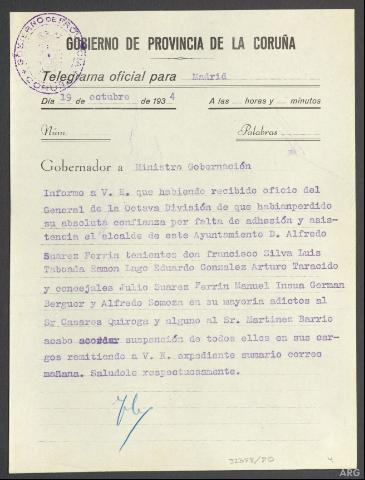 GOBIERNO DE PROVINCIA DE LA CORUÑA
Telegrama oficial para Madrid
Día 19 de octubre de 1934 A las horas y minutos
Núm. Palabras
Gobernador a Ministro Gobernación
Informo a V. E. que habiendo recibido oficio del
General de la Octava División de que habianperdido
su absoluta confianza por falta de adhesión y asis-
tencia el alcalde de este Ayuntamiento D. Alfredo
Suarez Ferrin tenientes don francisco Silva Luis
Taboada Ramon Lago Eduardo Gonzalez Arturo Taracido
y concejales Julio Suarez Ferrin Manuel Insua German
Berguer y Alfredo Somoza en su mayoria adictos al
Sr Casares Quiroga y alguno al Sr. Martinez Barrio
acabo acordar suspensión de todos ellos en sus car-
gos remitiendo a V. E. expediente sumario correo
mañana. Saludole respetuosamente.
4
ARG